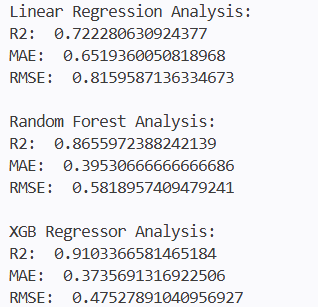 Linear Regression Analysis:
R2:  0.722280630924377
MAE:  0.6519360050818968
RMSE:  0.8159587136334673
Random Forest Analysis:
R2:  0.8655972388242139
MAE:  0.39530666666666686
RMSE:  0.5818957409479241
XGB Regressor Analysis:
R2:  0.9103366581465184
MAE:  0.3735691316922506
RMSE:  0.47527891040956927